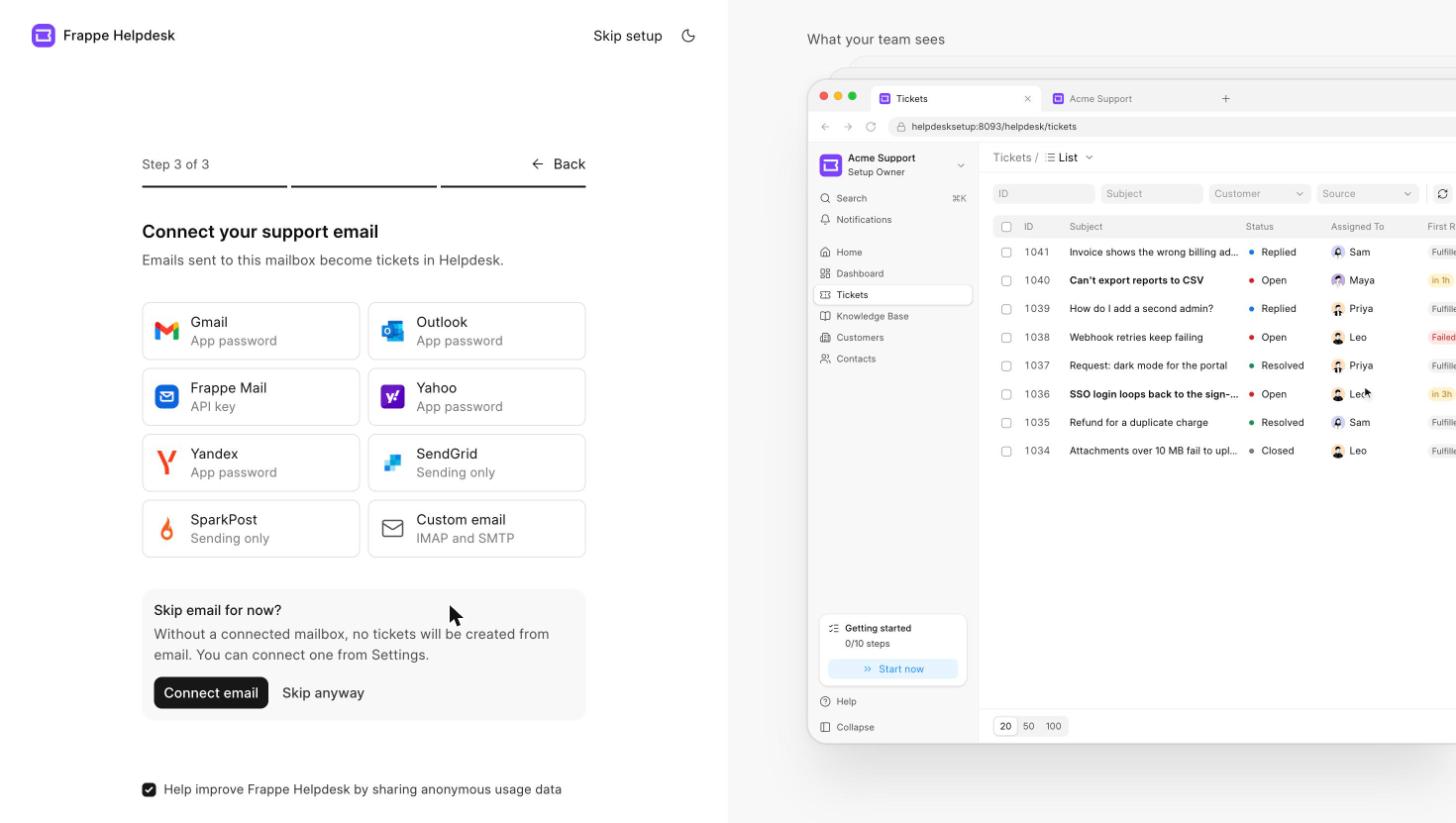 Frappe Helpdesk
Skip setup
Step 3 of 3
Back
Connect your support email
Emails sent to this mailbox become tickets in Helpdesk.
Gmail
App password
Outlook
App password
Frappe Mail
API key
Yahoo
App password
Yandex
App password
SendGrid
Sending only
SparkPost
Sending only
Custom email
IMAP and SMTP
Skip email for now?
Without a connected mailbox, no tickets will be created from
email. You can connect one from Settings.
Connect email Skip anyway
Help improve Frappe Helpdesk by sharing anonymous usage data
What your team sees
Tickets
Acme Support
helpdesksetup:8093/helpdesk/tickets
Acme Support
Setup Owner
Search ⌘K
Notifications
Home
Dashboard
Tickets
Knowledge Base
Customers
Contacts
Getting started
0/10 steps
Start now
Help
Collapse
Tickets / List
ID Subject Customer Source
ID Subject Status Assigned To First R
1041 Invoice shows the wrong billing ad... Replied Sam Fulfille
1040 Can't export reports to CSV Open Maya in 1h
1039 How do I add a second admin? Replied Priya Fulfille
1038 Webhook retries keep failing Open Leo Failed
1037 Request: dark mode for the portal Resolved Priya Fulfille
1036 SSO login loops back to the sign-... Open Leo in 3h
1035 Refund for a duplicate charge Resolved Sam Fulfille
1034 Attachments over 10 MB fail to upl... Closed Leo Fulfille
20 50 100